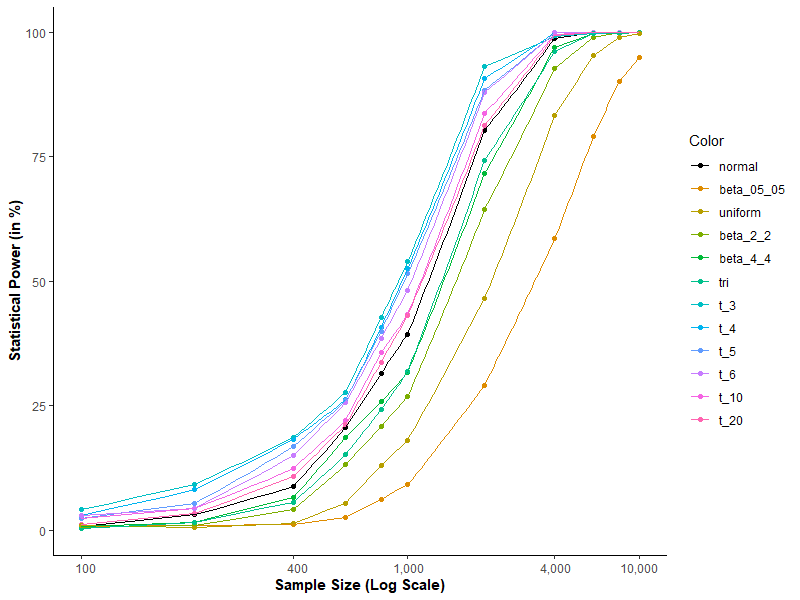 100
75
50
25
0
Statistical Power (in %)
100
400
1,000
4,000
10,000
Sample Size (Log Scale)
Color
normal
beta_05_05
uniform
beta_2_2
beta_4_4
tri
t_3
t_4
t_5
t_6
t_10
t_20